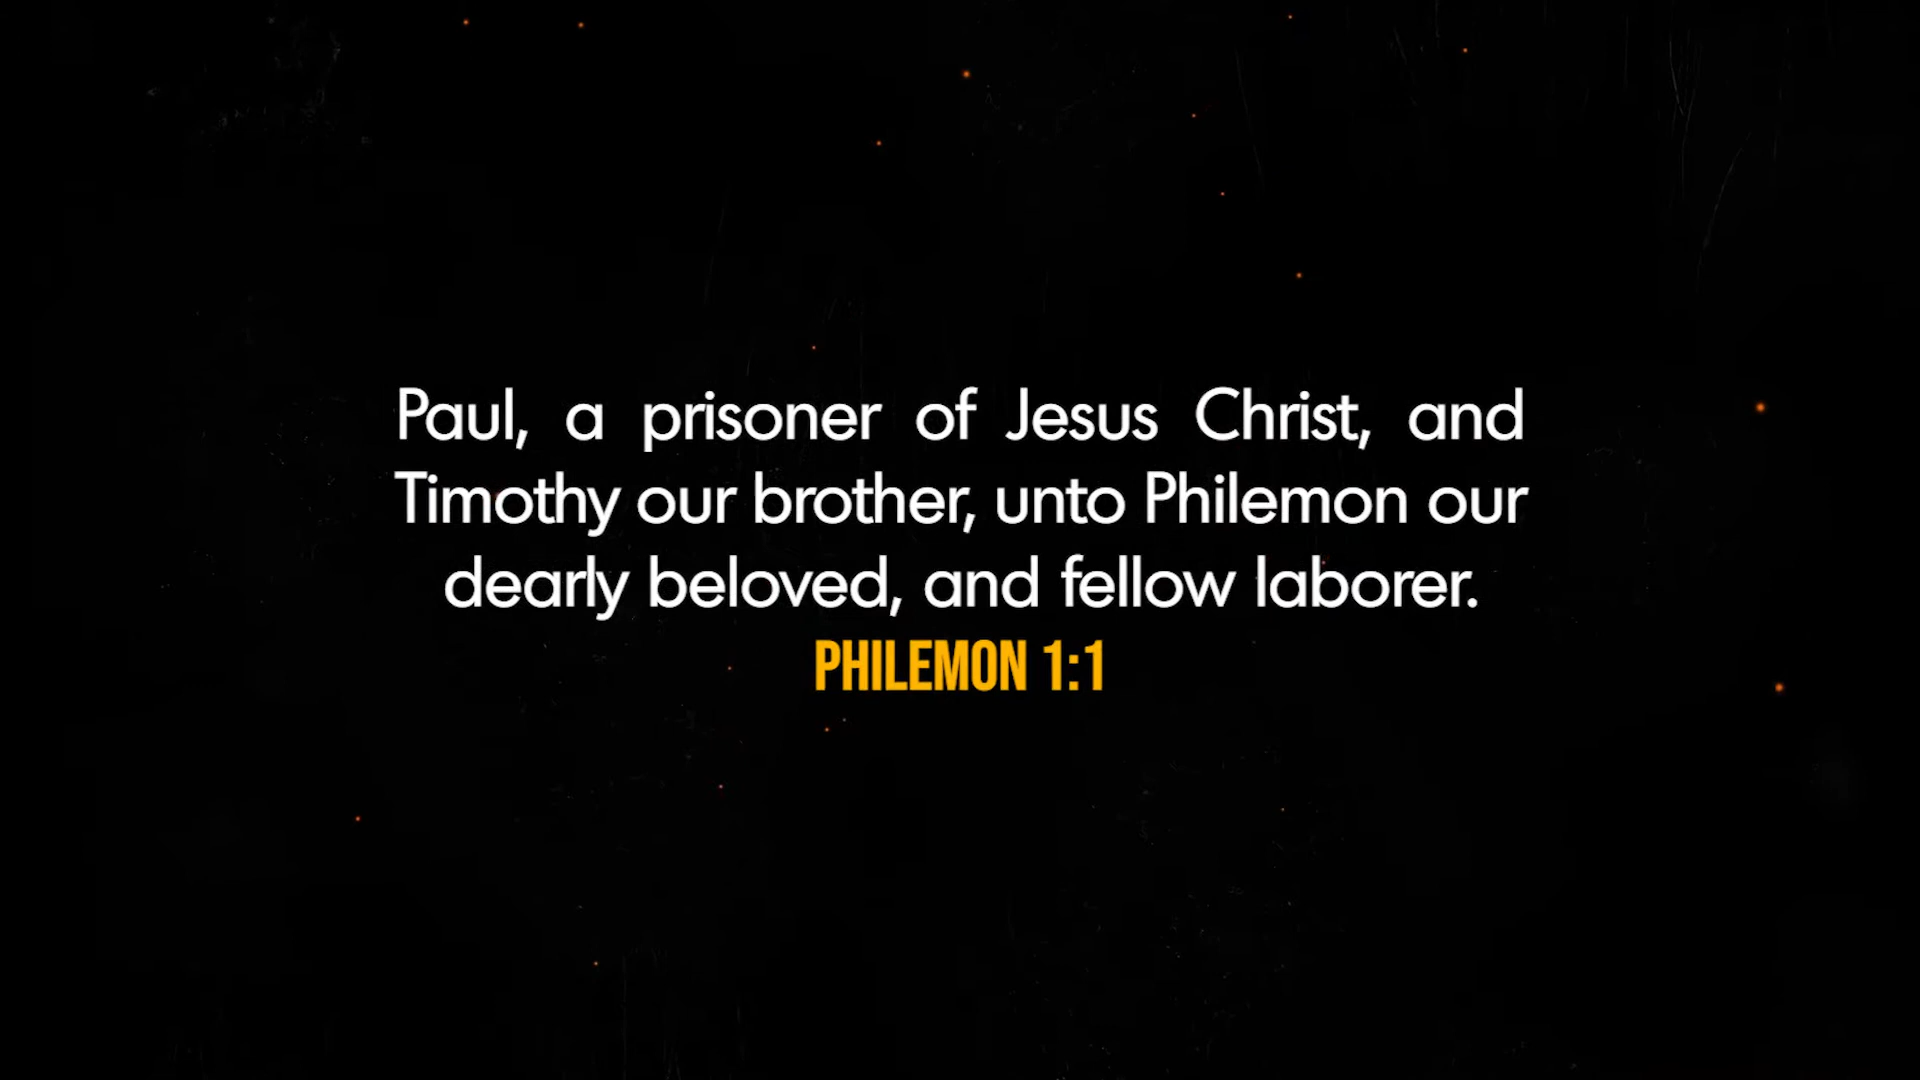 Paul, a prisoner of Jesus Christ, and
Timothy our brother, unto Philemon our
dearly beloved, and fellow laborer.
PHILEMON 1:1